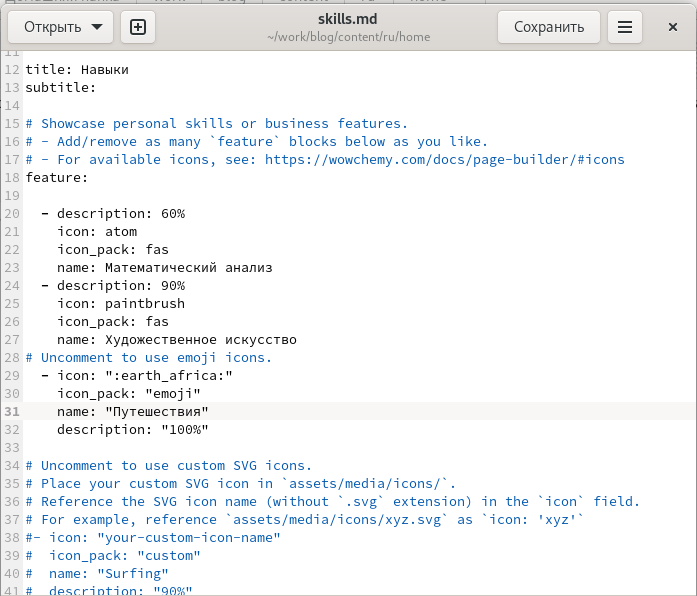 Открыть
skills.md
~/work/blog/content/ru/home
Сохранить
11
12 title: Навыки
13 subtitle:
14
15 # Showcase personal skills or business features.
16 # - Add/remove as many `feature` blocks below as you like.
17 # - For available icons, see: https://wowchemy.com/docs/page-builder/#icons
18 feature:
19
20   - description: 60%
21     icon: atom
22     icon_pack: fas
23     name: Математический анализ
24   - description: 90%
25     icon: paintbrush
26     icon_pack: fas
27     name: Художественное искусство
28 # Uncomment to use emoji icons.
29   - icon: ":earth_africa:"
30     icon_pack: "emoji"
31     name: "Путешествия"
32     description: "100%"
33
34 # Uncomment to use custom SVG icons.
35 # Place your custom SVG icon in `assets/media/icons/`.
36 # Reference the SVG icon name (without `.svg` extension) in the `icon` field.
37 # For example, reference `assets/media/icons/xyz.svg` as `icon: 'xyz'`
38 #- icon: "your-custom-icon-name"
39 #  icon_pack: "custom"
40 #  name: "Surfing"
41 #  description: "90%"